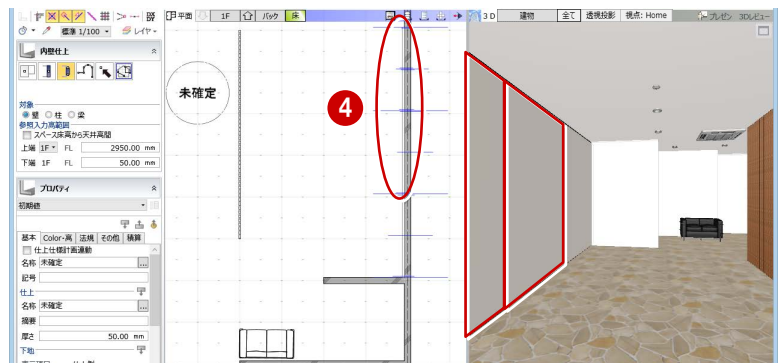 標準 1/100 レイヤ
平面 1F バック 床
3D 建物 全て 透視投影 視点: Home プレゼン 3Dビュー
内壁仕上
対象
壁 柱 梁
参照入力高範囲
スペース床高から天井高間
上端 1F FL 2950.00 mm
下端 1F FL 50.00 mm
プロパティ
初期値
基本 Color・高 法規 その他 積算
仕上仕様計画連動
名称 未確定 ...
記号
仕上
名称 未確定 ...
摘要
厚さ 50.00 mm
下地
未確定
4